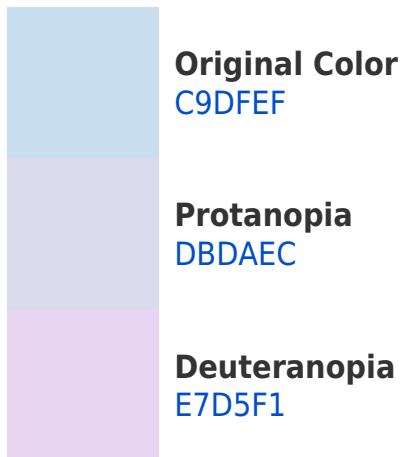 Original Color
C9DFEF
Protanopia
DBDAEC
Deuteranopia
E7D5F1